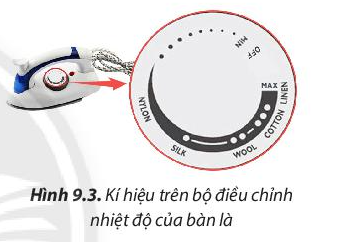 MIN
OFF
MAX
NYLON
SILK
WOOL
COTTON
LINEN
Hình 9.3. Kí hiệu trên bộ điều chỉnh
nhiệt độ của bàn là